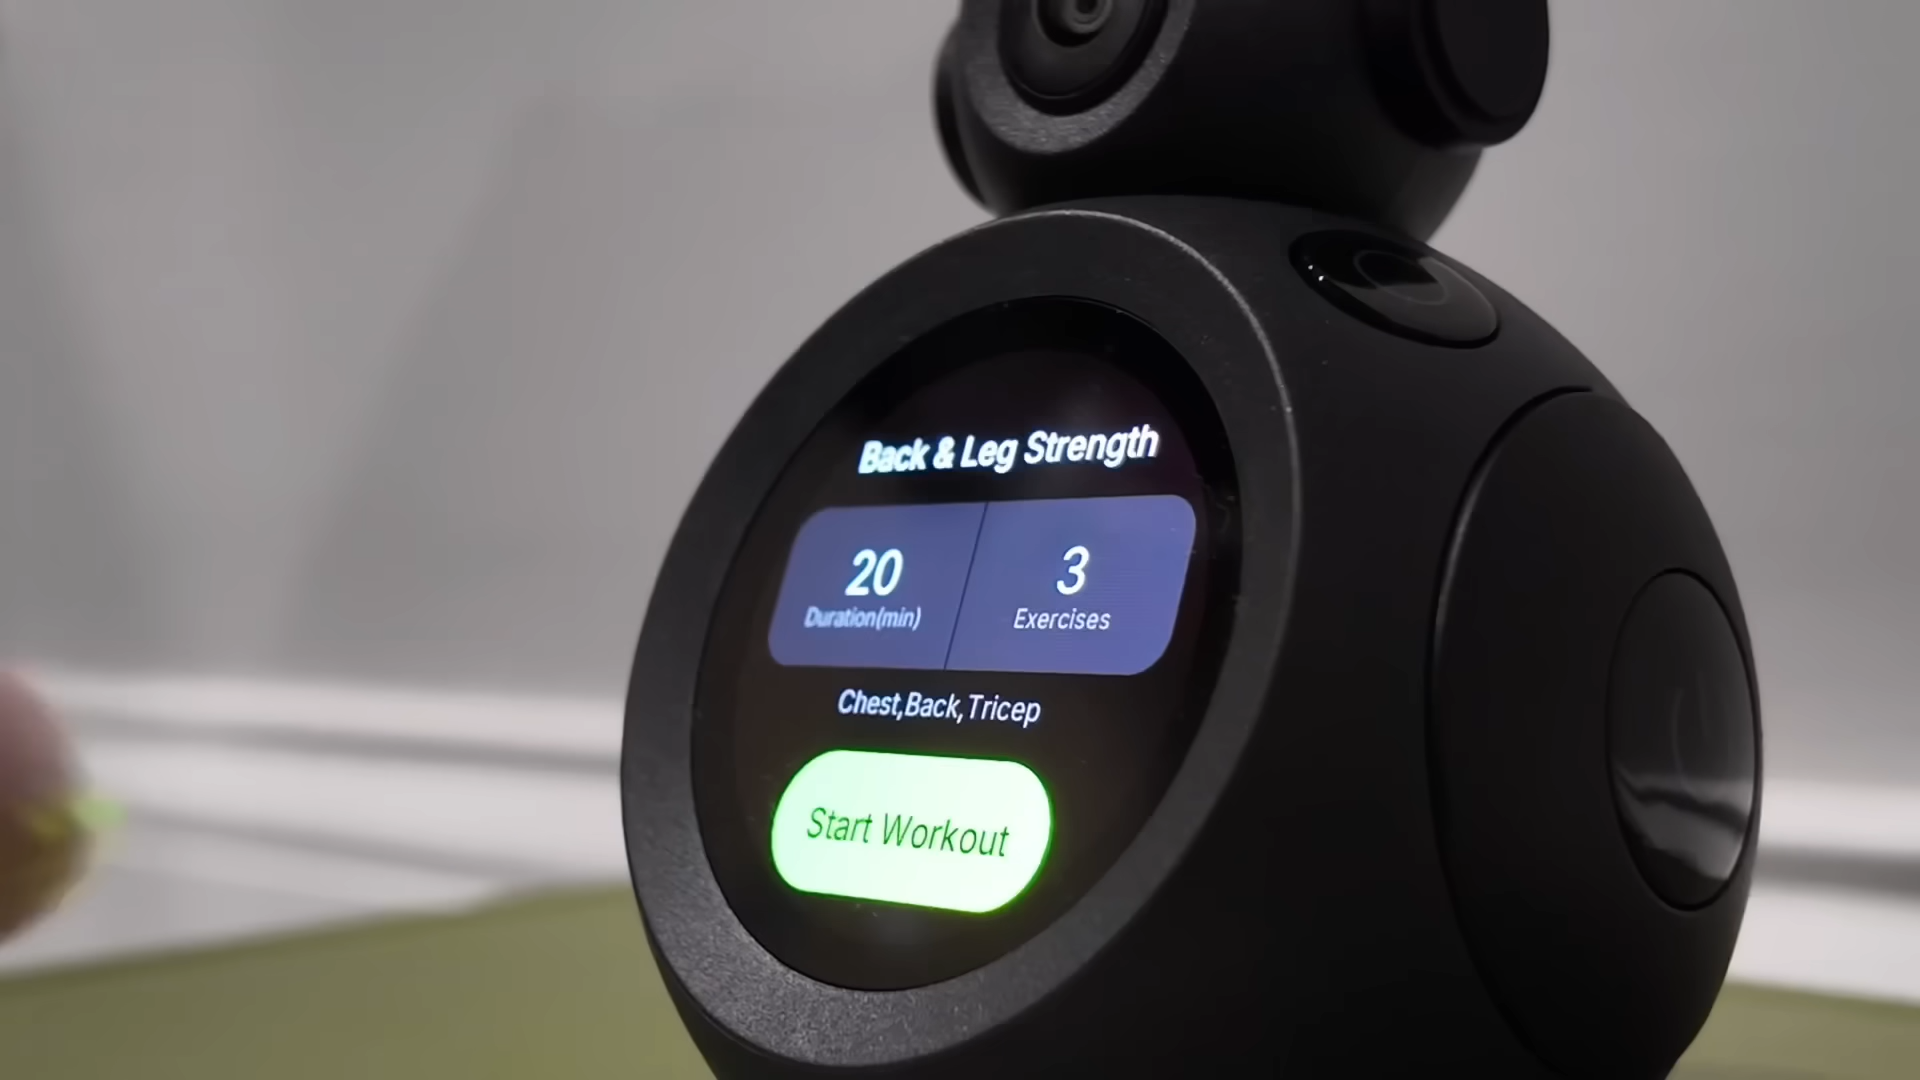 Back & Leg Strength
20
Duration(min)
3
Exercises
Chest,Back,Tricep
Start Workout